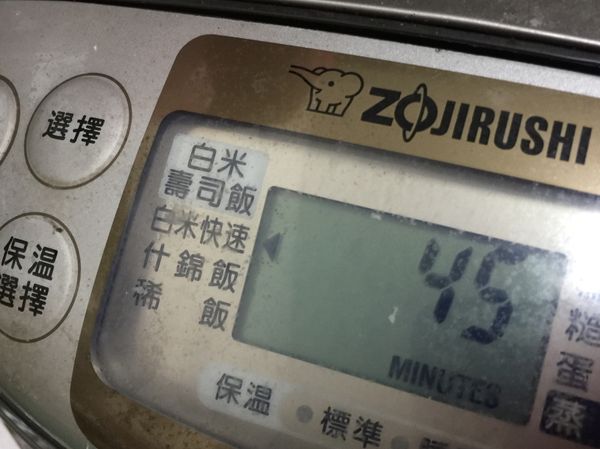 ZOJIRUSHI
選擇
保溫
選擇
白米
壽司飯
白米快速
什錦飯
稀飯
45
MINUTES
糙
蛋
蒸
保溫
標準